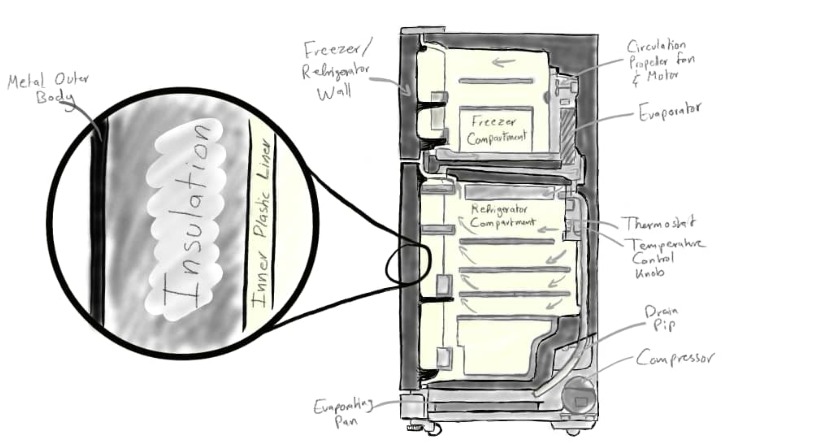 Metal Outer
Body
Insulation
Inner Plastic Liner
Freezer/
Refrigerator
Wall
Freezer
Compartment
Refrigerator
Compartment
Circulation
Propeller fan
& Motor
Evaporator
Thermostat
Temperature
Control
Knob
Drain
Pip
Compressor
Evaporating
Pan